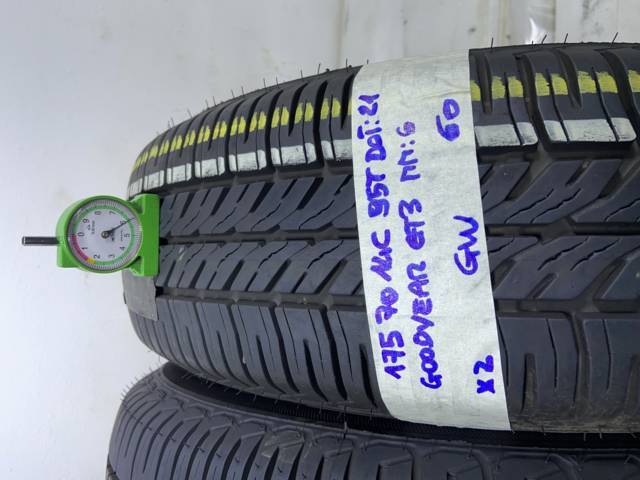 175 70 14C 95T DOT:21
GOODYEAR GT3 MM:6
GW 60
X2